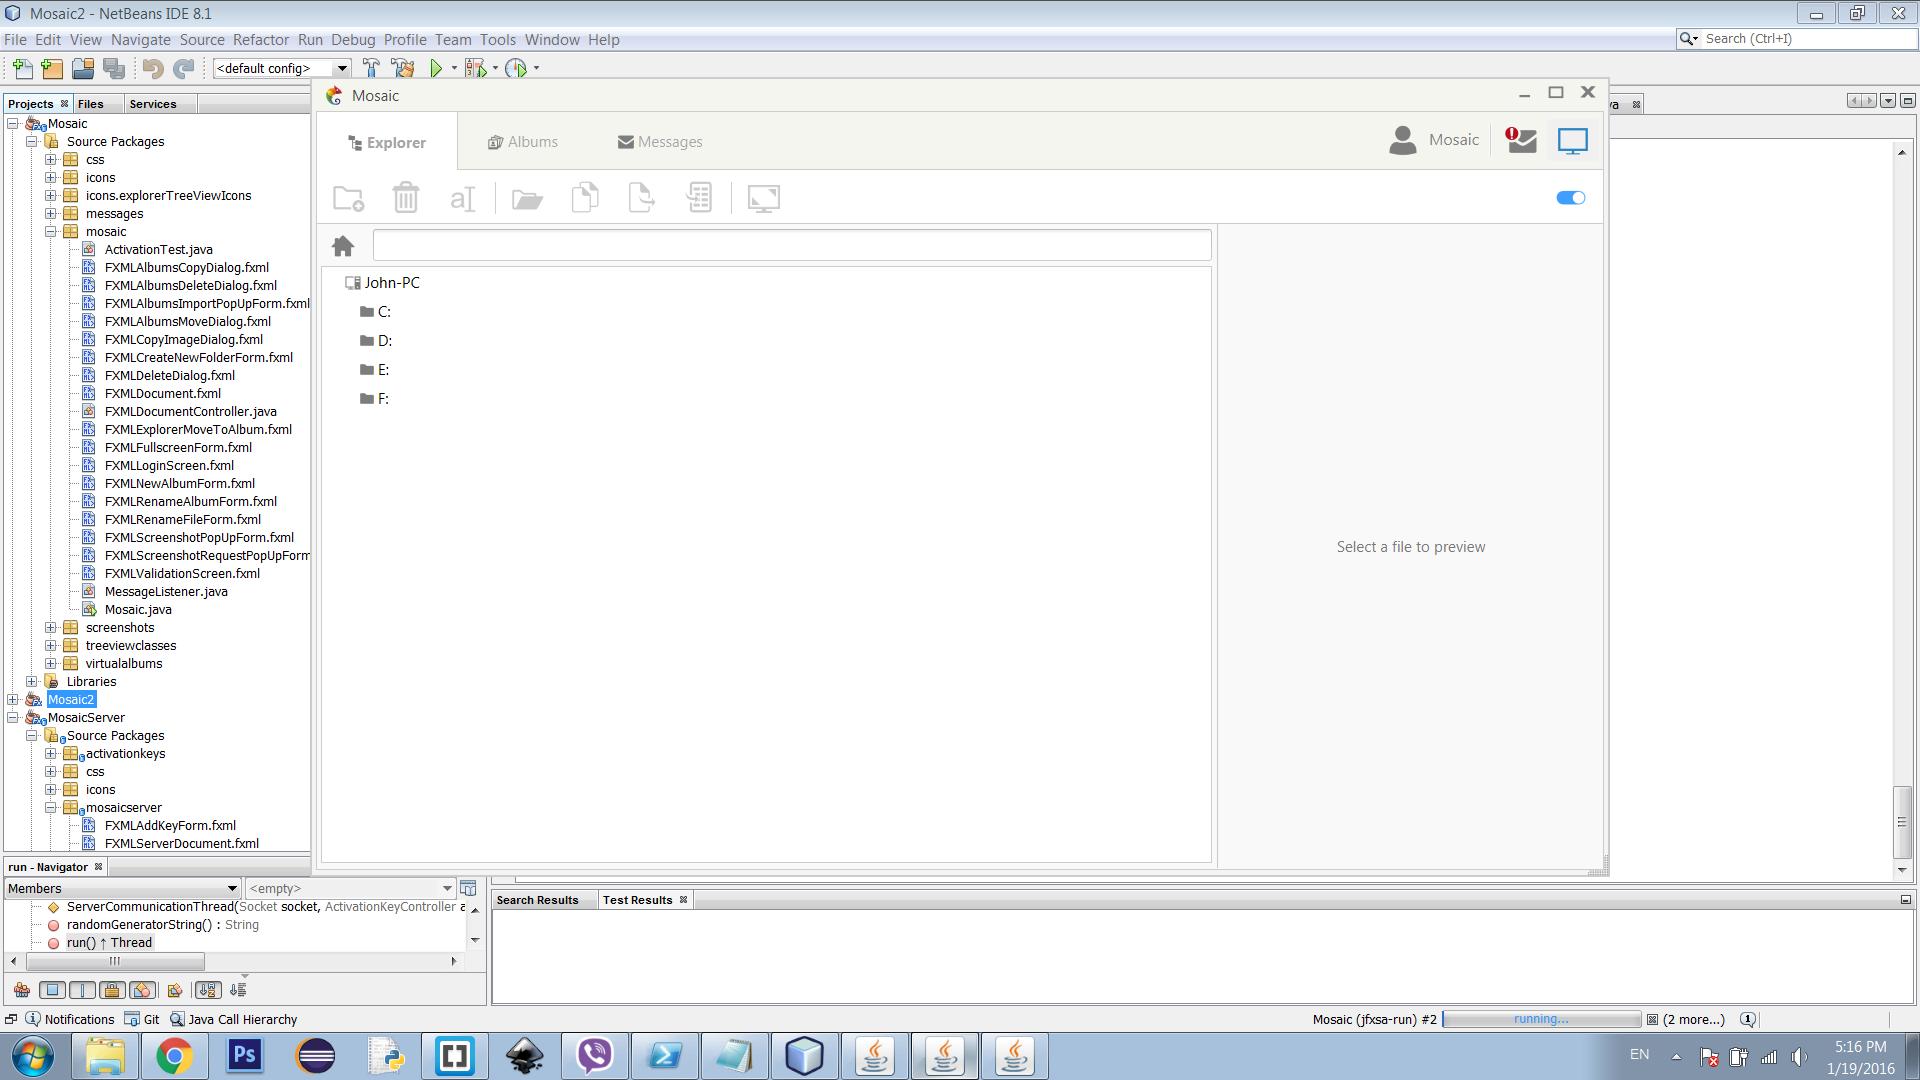 Mosaic2 - NetBeans IDE 8.1
File Edit View Navigate Source Refactor Run Debug Profile Team Tools Window Help
Search (Ctrl+I)
<default config>
Projects Files Services
Mosaic
Source Packages
css
icons
icons.explorerTreeViewIcons
messages
mosaic
ActivationTest.java
FXMLAlbumsCopyDialog.fxml
FXMLAlbumsDeleteDialog.fxml
FXMLAlbumsImportPopUpForm.fxml
FXMLAlbumsMoveDialog.fxml
FXMLCopyImageDialog.fxml
FXMLCreateNewFolderForm.fxml
FXMLDeleteDialog.fxml
FXMLDocument.fxml
FXMLDocumentController.java
FXMLExplorerMoveToAlbum.fxml
FXMLFullscreenForm.fxml
FXMLLoginScreen.fxml
FXMLNewAlbumForm.fxml
FXMLRenameAlbumForm.fxml
FXMLRenameFileForm.fxml
FXMLScreenshotPopUpForm.fxml
FXMLScreenshotRequestPopUpForm
FXMLValidationScreen.fxml
MessageListener.java
Mosaic.java
screenshots
treeviewclasses
virtualalbums
Libraries
Mosaic2
MosaicServer
Source Packages
activationkeys
css
icons
mosaicserver
FXMLAddKeyForm.fxml
FXMLServerDocument.fxml
Mosaic
Explorer Albums Messages
Mosaic
aI
John-PC
C:
D:
E:
F:
Select a file to preview
va
run - Navigator
Members <empty>
ServerCommunicationThread(Socket socket, ActivationKeyController a
randomGeneratorString() : String
run() ↑ Thread
Search Results Test Results
Notifications Git Java Call Hierarchy
Mosaic (jfxsa-run) #2 running... (2 more...)
Ps
EN
5:16 PM
1/19/2016